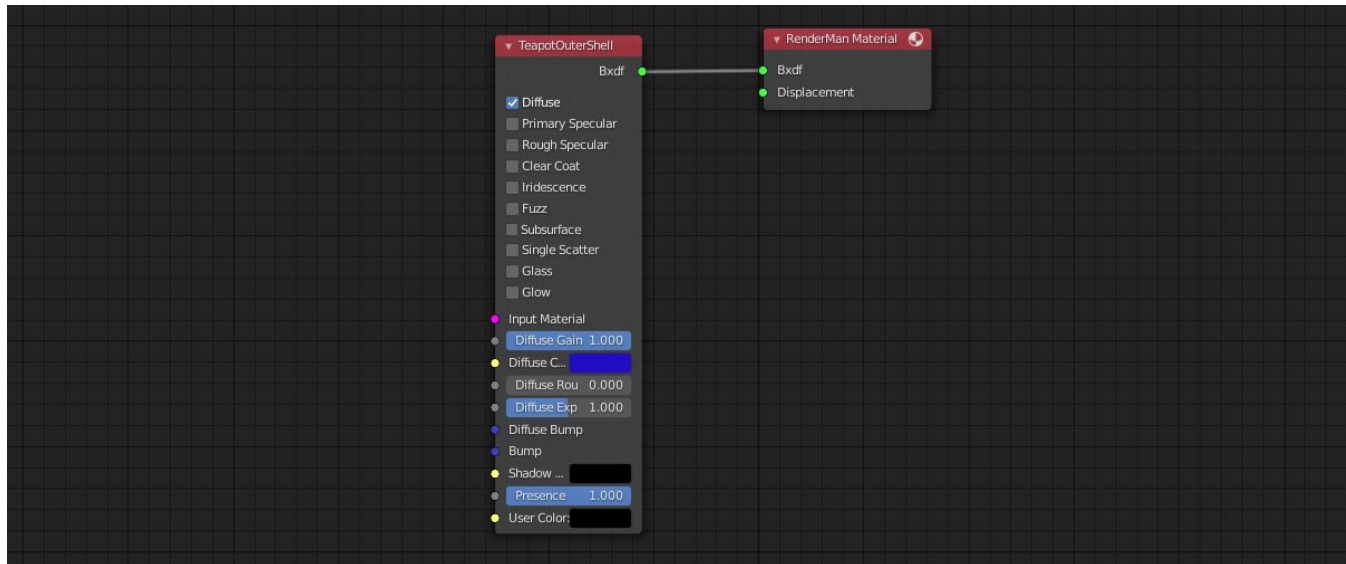 TeapotOuterShell
Bxdf
Diffuse
Primary Specular
Rough Specular
Clear Coat
Iridescence
Fuzz
Subsurface
Single Scatter
Glass
Glow
Input Material
Diffuse Gain 1.000
Diffuse C...
Diffuse Rou 0.000
Diffuse Exp 1.000
Diffuse Bump
Bump
Shadow ...
Presence 1.000
User Color:
RenderMan Material
Bxdf
Displacement